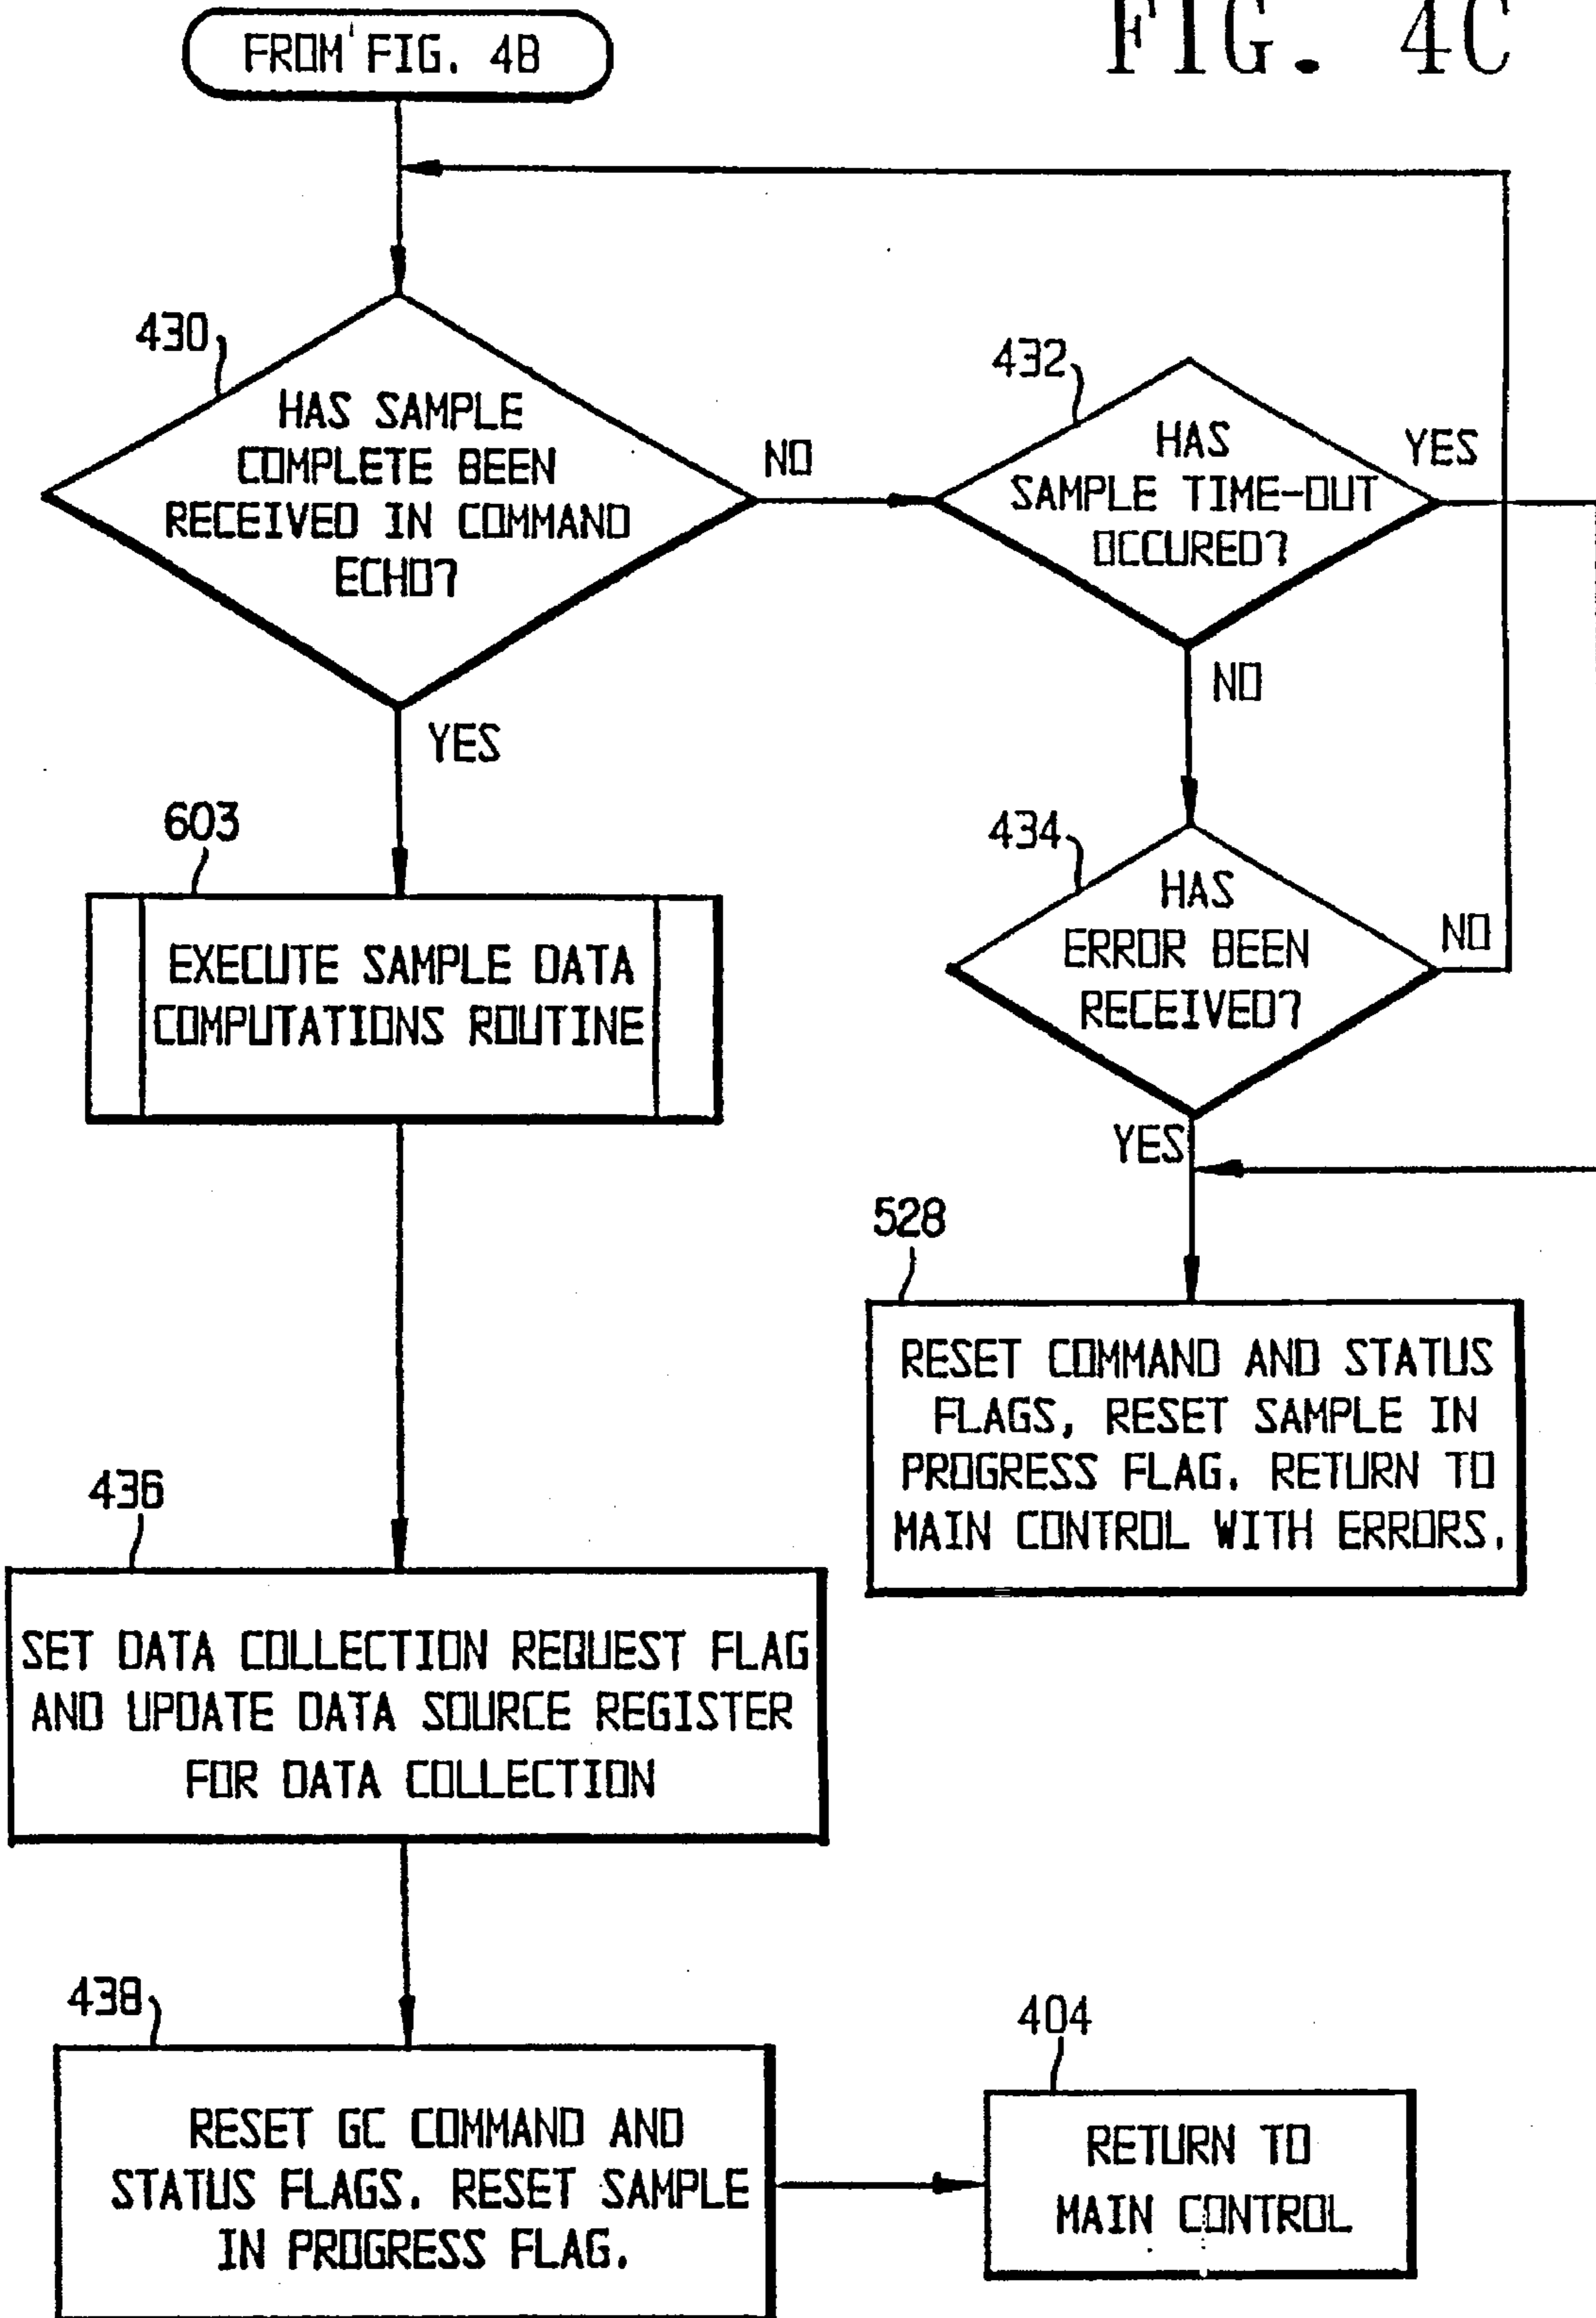 FROM FIG. 4B
FIG. 4C
430
HAS SAMPLE
COMPLETE BEEN
RECEIVED IN COMMAND
ECHO?
NO
432
HAS
SAMPLE TIME-OUT
OCCURED?
YES
NO
YES
603
EXECUTE SAMPLE DATA
COMPUTATIONS ROUTINE
434
HAS
ERROR BEEN
RECEIVED?
NO
YES
528
RESET COMMAND AND STATUS
FLAGS, RESET SAMPLE IN
PROGRESS FLAG. RETURN TO
MAIN CONTROL WITH ERRORS.
436
SET DATA COLLECTION REQUEST FLAG
AND UPDATE DATA SOURCE REGISTER
FOR DATA COLLECTION
438
RESET GC COMMAND AND
STATUS FLAGS. RESET SAMPLE
IN PROGRESS FLAG.
404
RETURN TO
MAIN CONTROL